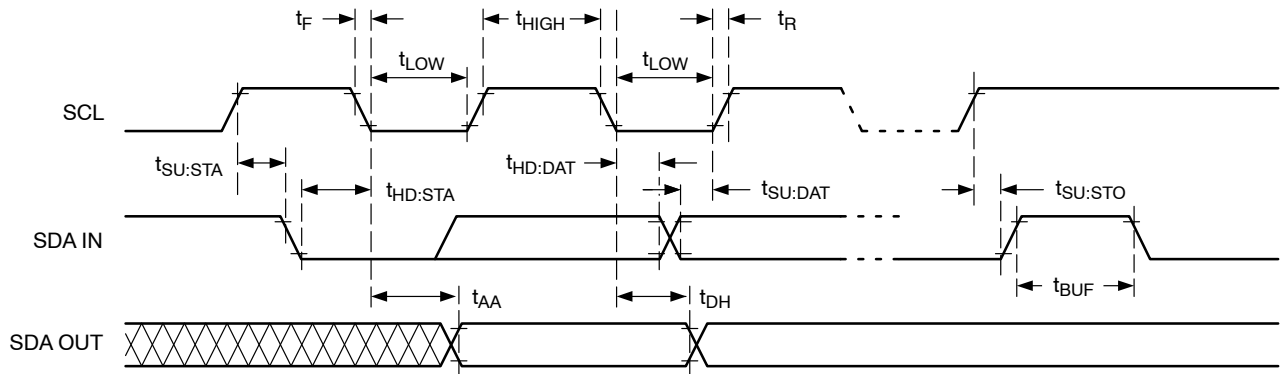 tF
tHIGH
tR
tLOW
tLOW
SCL
tSU:STA
tHD:STA
tHD:DAT
tSU:DAT
tSU:STO
SDA IN
tBUF
tAA
tDH
SDA OUT